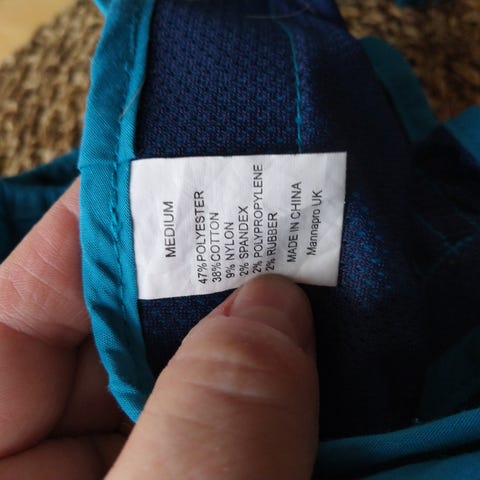 MEDIUM
47%POLYESTER
38%COTTON
9% NYLON
2% SPANDEX
2% POLYPROPYLENE
2% RUBBER
MADE IN CHINA
Mannapro UK